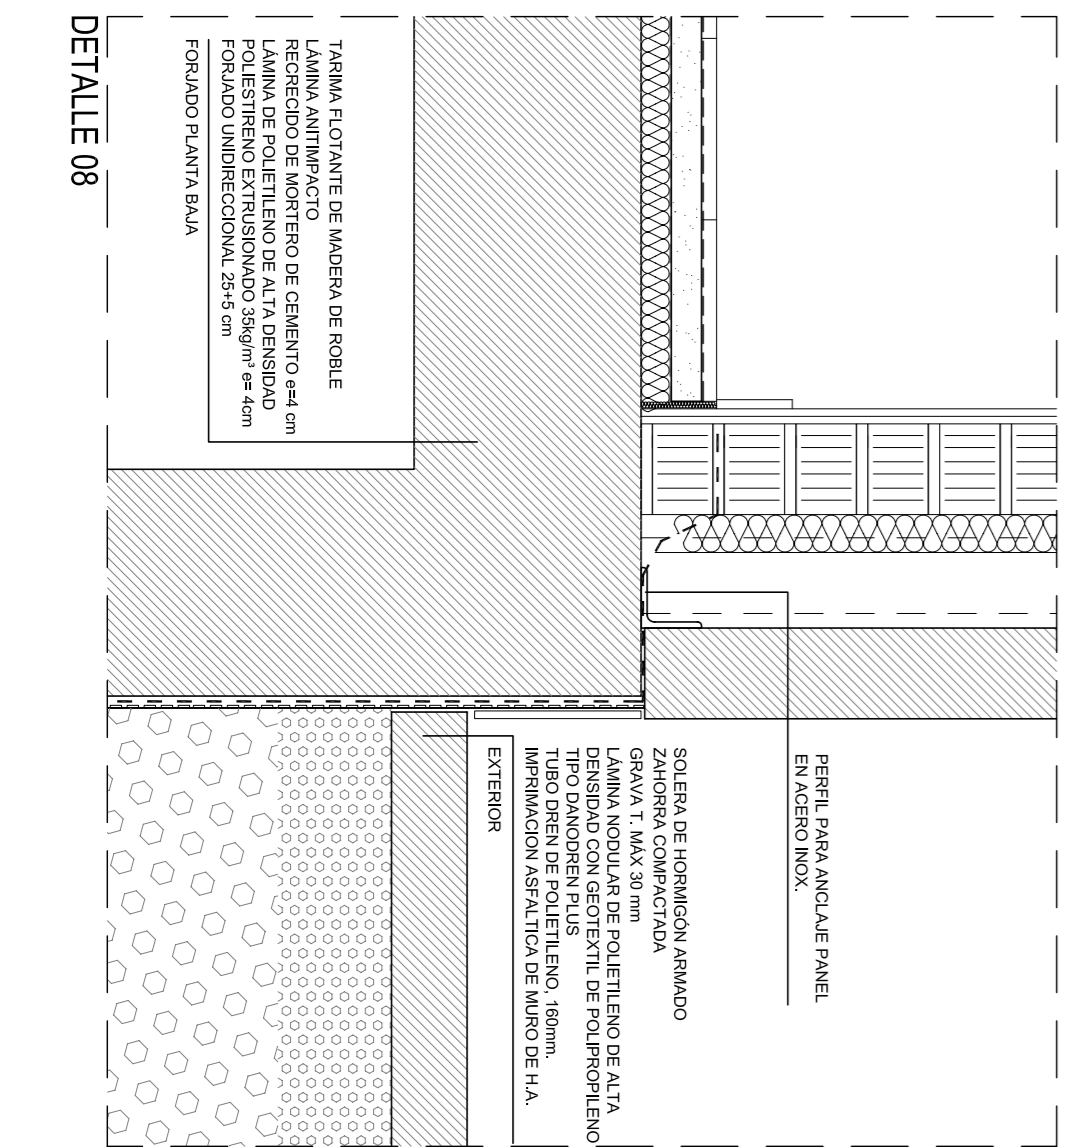 TARIMA FLOTANTE DE MADERA DE ROBLE
LÁMINA ANITIMPACTO
RECRECIDO DE MORTERO DE CEMENTO e=4 cm
LÁMINA DE POLIETILENO DE ALTA DENSIDAD
POLIESTIRENO EXTRUSIONADO 35kg/m³ e= 4cm
FORJADO UNIDIRECCIONAL 25+5 cm
FORJADO PLANTA BAJA
PERFIL PARA ANCLAJE PANEL
EN ACERO INOX.
SOLERA DE HORMIGÓN ARMADO
ZAHORRA COMPACTADA
GRAVA T. MÁX 30 mm
LÁMINA NODULAR DE POLIETILENO DE ALTA
DENSIDAD CON GEOTEXTIL DE POLIPROPILENO
TIPO DANODREN PLUS
TUBO DREN DE POLIETILENO, 160mm.
IMPRIMACION ASFALTICA DE MURO DE H.A.
EXTERIOR
DETALLE 08